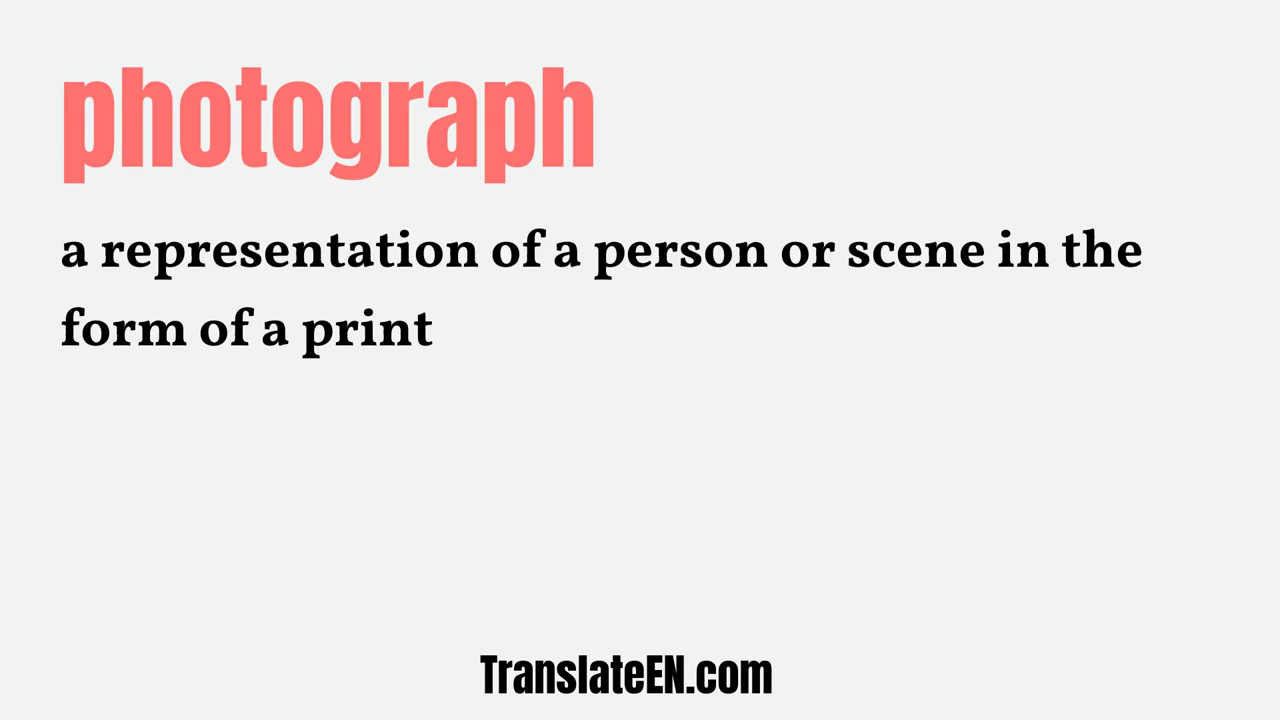 photograph
a representation of a person or scene in the
form of a print
TranslateEN.com